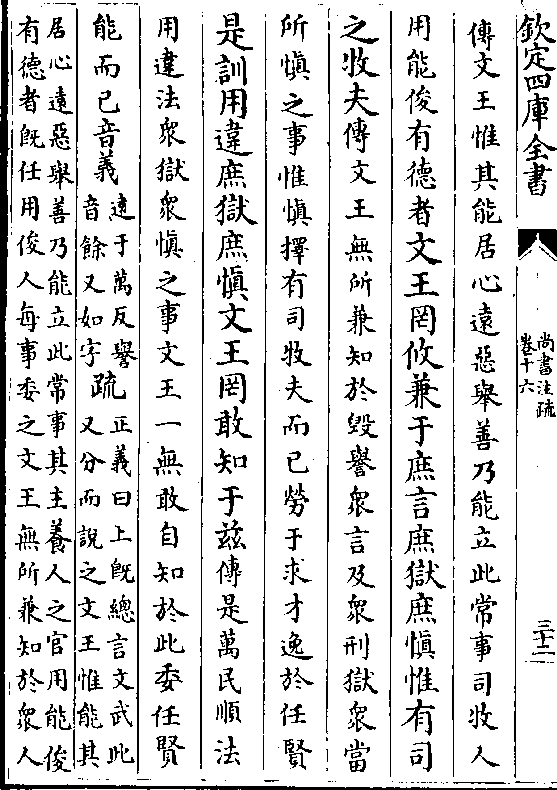 欽定四庫全書
尚書注疏
卷十六
三十二
傳文王惟其能居心遠惡舉善乃能立此常事司牧人
用能俊有德者文王罔攸兼于庶言庶獄庶慎惟有司
之牧夫傳文王無所兼知於毀譽衆言及衆刑獄衆當
所慎之事惟慎擇有司牧夫而已勞于求才逸於任賢
是訓用違庶獄庶慎文王罔敢知于兹傳是萬民順法
用違法衆獄衆慎之事文王一無敢自知於此委任賢
能而已音義
遠于萬反譽
音餘又如字
疏
正義曰上既總言文武此
又分而說之文王惟能其
居心遠惡舉善乃能立此常事其主養人之官用能俊
有德者既任用俊人每事委之文王無所兼知於衆人